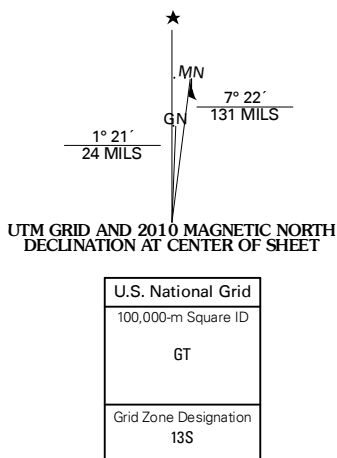 MN
GN
7° 22´
131 MILS
1° 21´
24 MILS
UTM GRID AND 2010 MAGNETIC NORTH
DECLINATION AT CENTER OF SHEET
U.S. National Grid
100,000-m Square ID
GT
Grid Zone Designation
13S